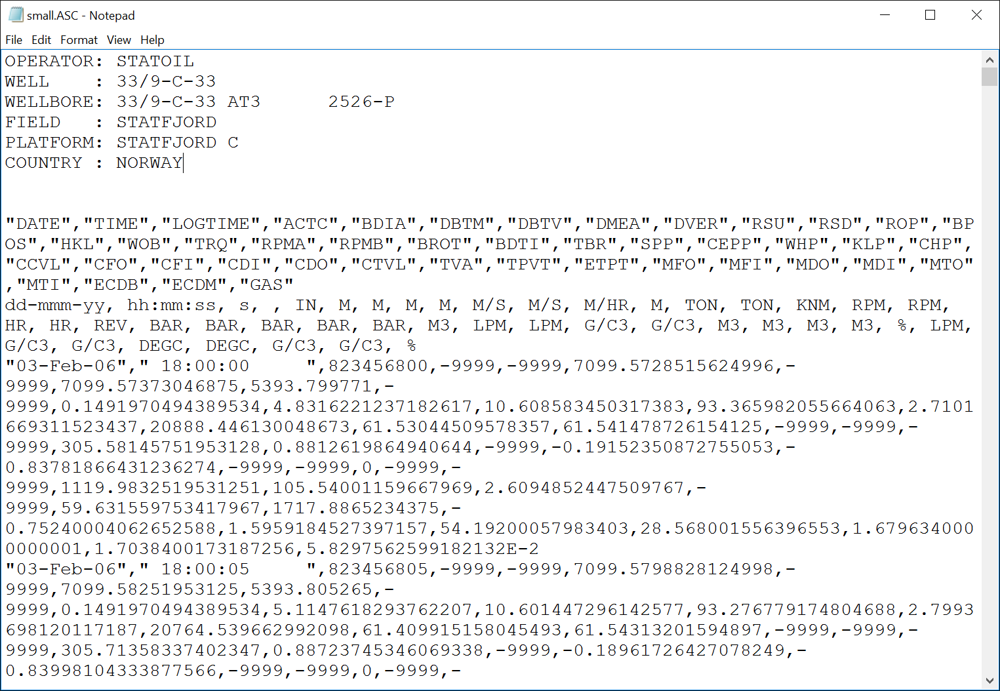 small.ASC - Notepad
File Edit Format View Help
OPERATOR: STATOIL
WELL    : 33/9-C-33
WELLBORE: 33/9-C-33 AT3      2526-P
FIELD   : STATFJORD
PLATFORM: STATFJORD C
COUNTRY : NORWAY
"DATE","TIME","LOGTIME","ACTC","BDIA","DBTM","DBTV","DMEA","DVER","RSU","RSD","ROP","BP
OS","HKL","WOB","TRQ","RPMA","RPMB","BROT","BDTI","TBR","SPP","CEPP","WHP","KLP","CHP",
"CCVL","CFO","CFI","CDI","CDO","CTVL","TVA","TPVT","ETPT","MFO","MFI","MDO","MDI","MTO"
,"MTI","ECDB","ECDM","GAS"
dd-mmm-yy, hh:mm:ss, s, , IN, M, M, M, M, M/S, M/S, M/HR, M, TON, TON, KNM, RPM, RPM,
HR, HR, REV, BAR, BAR, BAR, BAR, BAR, M3, LPM, LPM, G/C3, G/C3, M3, M3, M3, M3, %, LPM,
G/C3, G/C3, DEGC, DEGC, G/C3, G/C3, %
"03-Feb-06"," 18:00:00     ",823456800,-9999,-9999,7099.5728515624996,-
9999,7099.57373046875,5393.799771,-
9999,0.1491970494389534,4.8316221237182617,10.608583450317383,93.365982055664063,2.7101
669311523437,20888.446130048673,61.53044509578357,61.541478726154125,-9999,-9999,-
9999,305.58145751953128,0.8812619864940644,-9999,-0.19152350872755053,-
0.83781866431236274,-9999,-9999,0,-9999,-
9999,1119.9832519531251,105.54001159667969,2.6094852447509767,-
9999,59.631559753417967,1717.8865234375,-
0.75240004062652588,1.5959184527397157,54.19200057983403,28.568001556396553,1.679634000
0000001,1.7038400173187256,5.8297562599182132E-2
"03-Feb-06"," 18:00:05     ",823456805,-9999,-9999,7099.5798828124998,-
9999,7099.58251953125,5393.805265,-
9999,0.1491970494389534,5.1147618293762207,10.601447296142577,93.276779174804688,2.7993
698120117187,20764.539662992098,61.409915158045493,61.54313201594897,-9999,-9999,-
9999,305.71358337402347,0.88723745346069338,-9999,-0.18961726427078249,-
0.83998104333877566,-9999,-9999,0,-9999,-